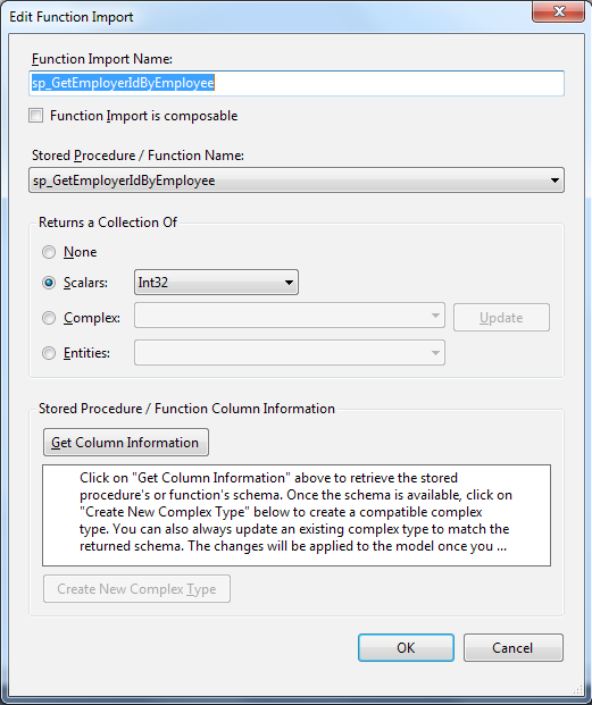 Edit Function Import
Function Import Name:
sp_GetEmployerIdByEmployee
Function Import is composable
Stored Procedure / Function Name:
sp_GetEmployerIdByEmployee
Returns a Collection Of
None
Scalars: Int32
Complex: Update
Entities:
Stored Procedure / Function Column Information
Get Column Information
Click on "Get Column Information" above to retrieve the stored
procedure's or function's schema. Once the schema is available, click on
"Create New Complex Type" below to create a compatible complex
type. You can also always update an existing complex type to match the
returned schema. The changes will be applied to the model once you ...
Create New Complex Type
OK Cancel